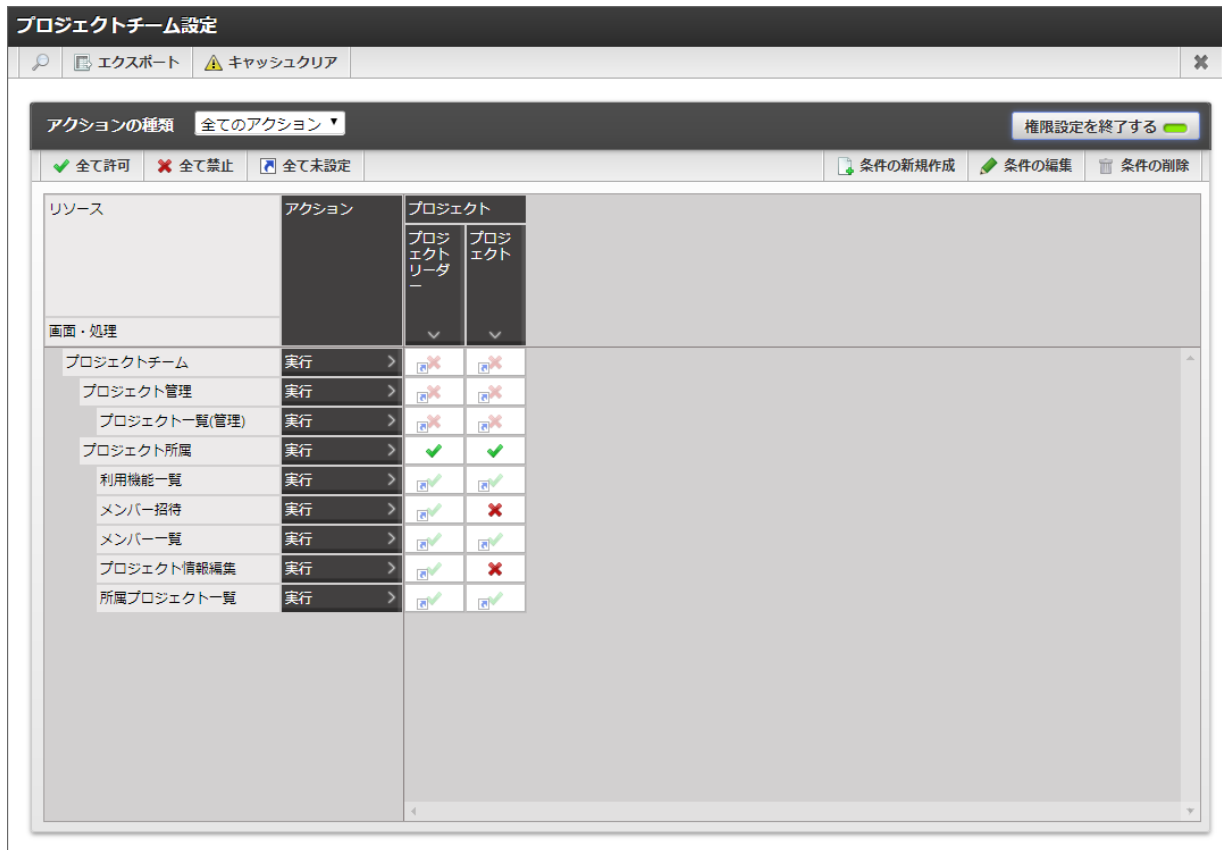 プロジェクトチーム設定
エクスポート キャッシュクリア
アクションの種類 全てのアクション 権限設定を終了する
全て許可 全て禁止 全て未設定 条件の新規作成 条件の編集 条件の削除
リソース アクション プロジェクト
プロジ プロジ
ェクト ェクト
リーダ
ー
画面・処理
プロジェクトチーム 実行
プロジェクト管理 実行
プロジェクト一覧(管理) 実行
プロジェクト所属 実行
利用機能一覧 実行
メンバー招待 実行
メンバー一覧 実行
プロジェクト情報編集 実行
所属プロジェクト一覧 実行